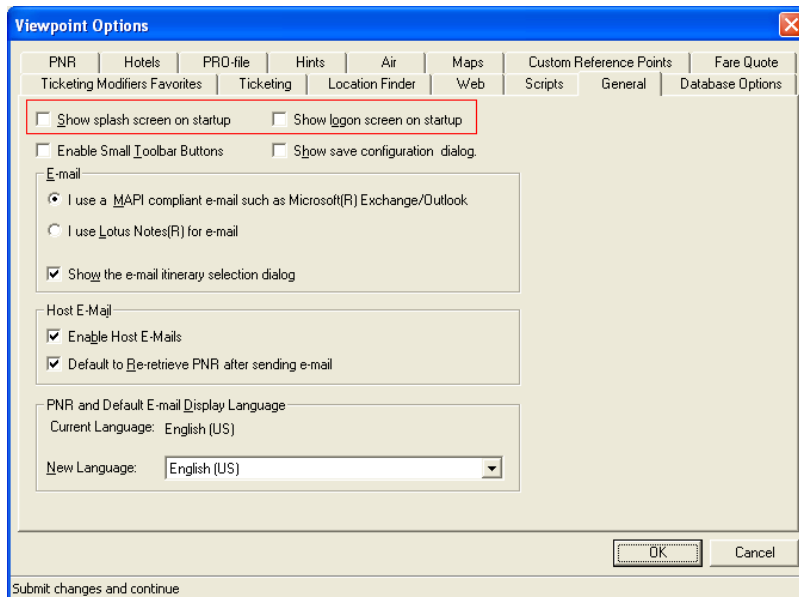 Viewpoint Options
PNR Hotels PRO-file Hints Air Maps Custom Reference Points Fare Quote
Ticketing Modifiers Favorites Ticketing Location Finder Web Scripts General Database Options
Show splash screen on startup Show logon screen on startup
Enable Small Toolbar Buttons Show save configuration dialog.
E-mail
I use a MAPI compliant e-mail such as Microsoft(R) Exchange/Outlook
I use Lotus Notes(R) for e-mail
Show the e-mail itinerary selection dialog
Host E-Mail
Enable Host E-Mails
Default to Re-retrieve PNR after sending e-mail
PNR and Default E-mail Display Language
Current Language: English (US)
New Language: English (US)
OK Cancel
Submit changes and continue